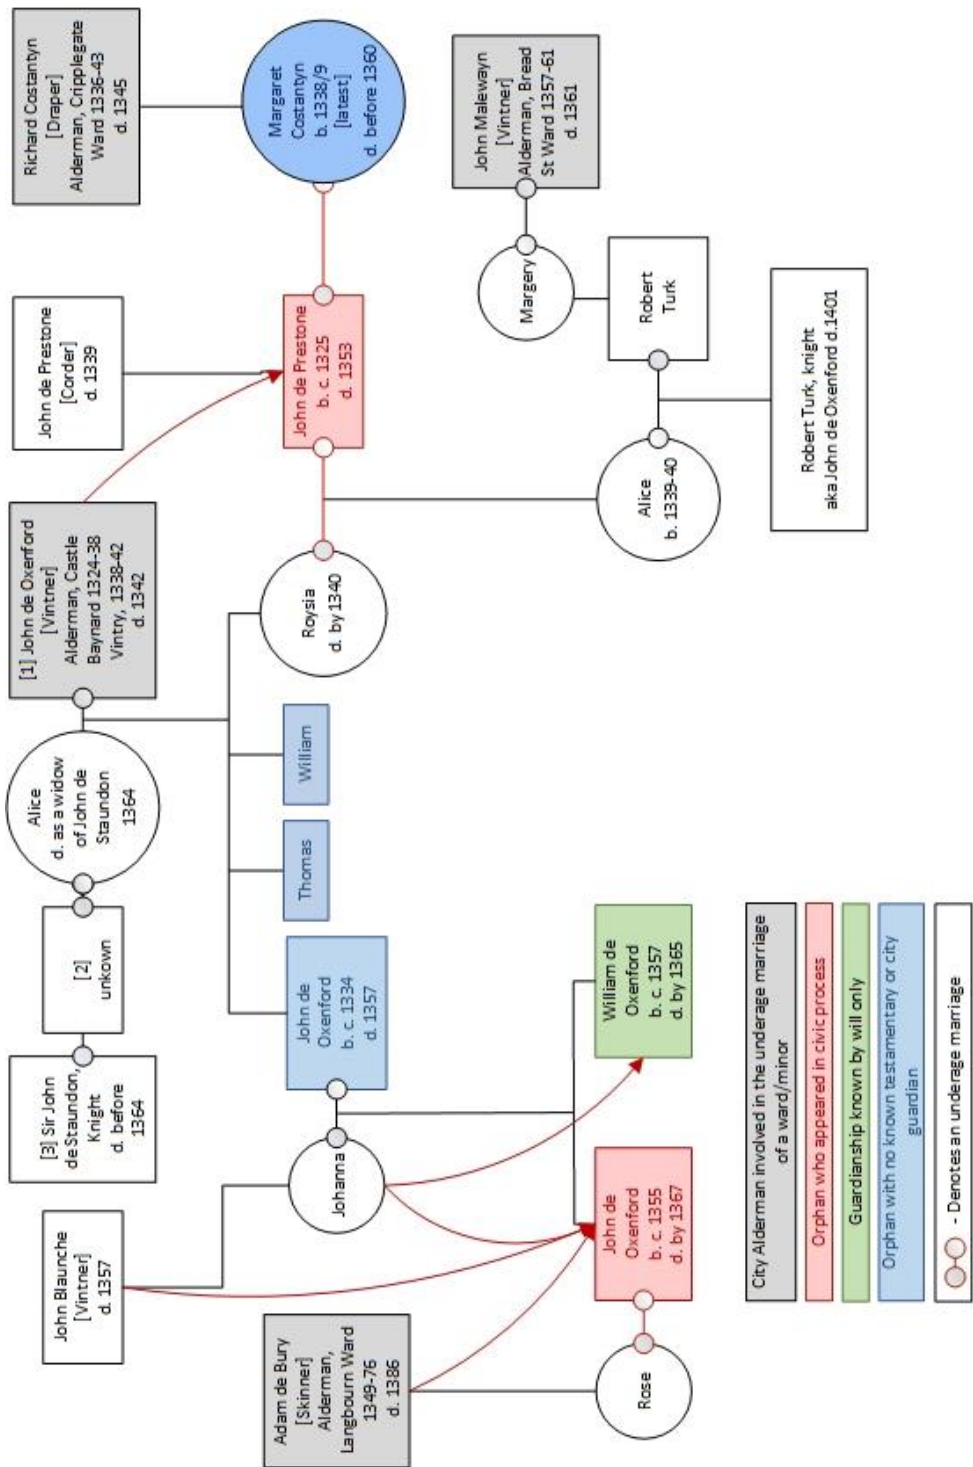 John Blaunche
[Vintner]
d. 1357
[3] Sir John
de Staundon,
Knight
d. before
1364
[2]
unkown
Alice
d. as a widow
of John de
Staundon
1364
[1] John de Oxenford
[Vintner]
Alderman, Castle
Baynard 1324-38
Vintry, 1338-42
d. 1342
John de Prestone
[Corder]
d. 1339
Richard Costantyn
[Draper]
Alderman, Cripplegate
Ward 1336-43
d. 1345
Adam de Bury
[Skinner]
Alderman,
Langbourn Ward
1349-76
d. 1386
Johanna
John de
Oxenford
b. c. 1334
d. 1357
Thomas
William
Roysia
d. by 1340
John de Prestone
b. c. 1325
d. 1353
Margaret
Costantyn
b. 1338/9
[latest]
d. before 1360
Rose
John de
Oxenford
b. c. 1355
d. by 1367
William de
Oxenford
b. c. 1357
d. by 1365
Alice
b. 1339-40
Robert
Turk
Margery
John Malewayn
[Vintner]
Alderman, Bread
St Ward 1357-61
d. 1361
Robert Turk, knight
aka John de Oxenford d.1401
City Alderman involved in the underage marriage
of a ward/minor
Orphan who appeared in civic process
Guardianship known by will only
Orphan with no known testamentary or city
guardian
- Denotes an underage marriage